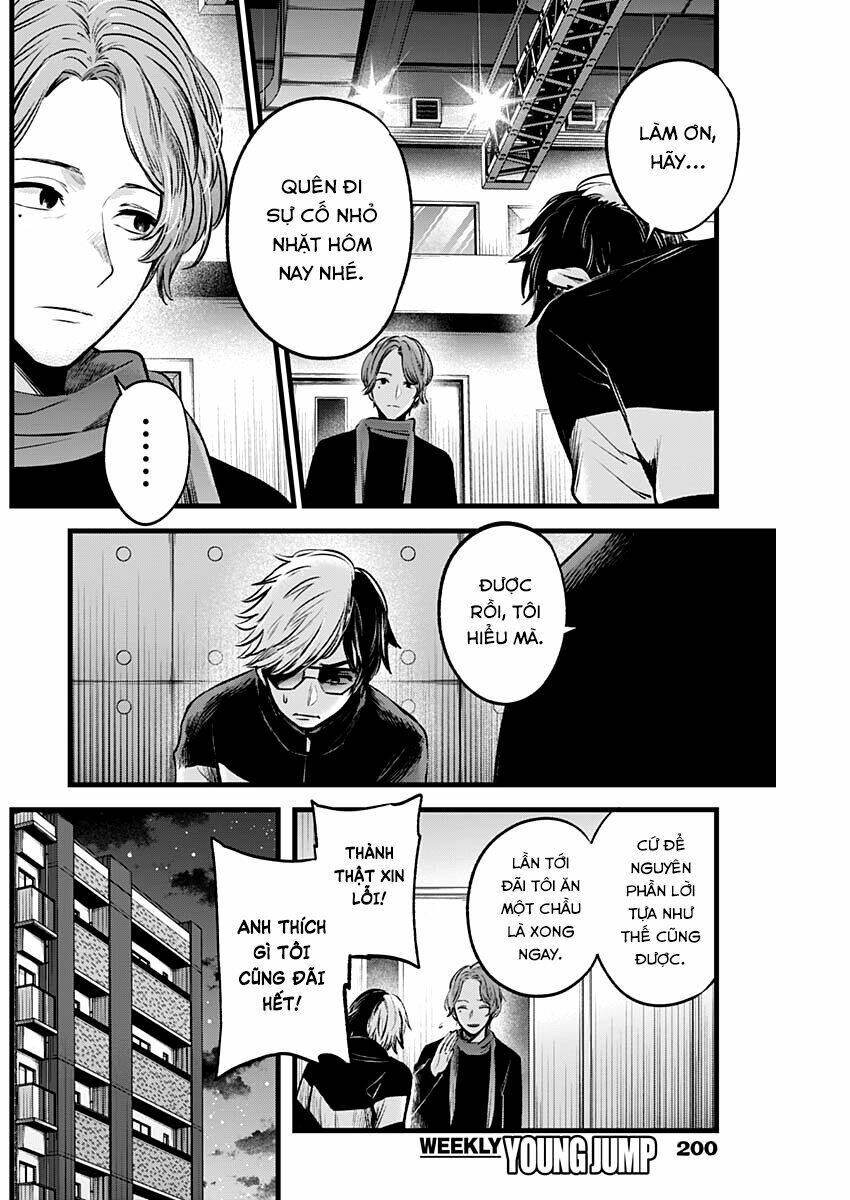 LÀM ƠN,
HÃY...
QUÊN ĐI
SỰ CỐ NHỎ
NHẶT HÔM
NAY NHÉ.
......
ĐƯỢC
RỒI, TÔI
HIỂU MÀ.
CỨ ĐỂ
NGUYÊN
PHẦN LỜI
TỰA NHƯ
THẾ CŨNG
ĐƯỢC.
LẦN TỚI
ĐÃI TÔI ĂN
MỘT CHẦU
LÀ XONG
NGAY.
THÀNH
THẬT XIN
LỖI!
ANH THÍCH
GÌ TÔI
CŨNG ĐÃI
HẾT!
WEEKLY YOUNG JUMP 200